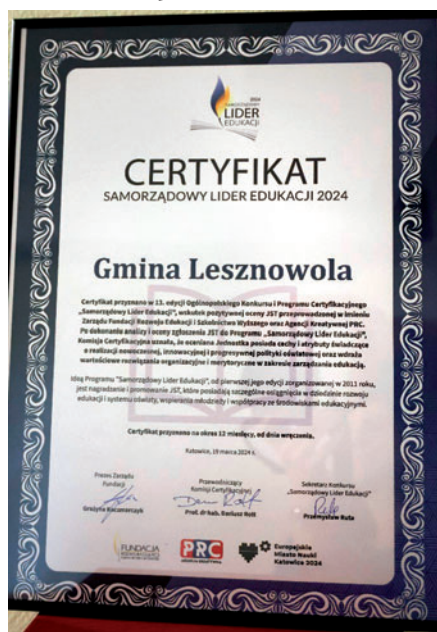 2024
SAMORZĄDOWY
LIDER
EDUKACJI
CERTYFIKAT
SAMORZĄDOWY LIDER EDUKACJI 2024
Gmina Lesznowola
Certyfikat przyznano w 13. edycji Ogólnopolskiego Konkursu i Programu Certyfikacyjnego
„Samorządowy Lider Edukacji”, wskutek pozytywnej oceny JST przeprowadzonej w imieniu
Zarządu Fundacji Rozwoju Edukacji i Szkolnictwa Wyższego oraz Agencji Kreatywnej PRC.
Po dokonaniu analizy i oceny zgłoszenia JST do Programu „Samorządowy Lider Edukacji”,
Komisja Certyfikacyjna uznała, że oceniana Jednostka posiada cechy i atrybuty świadczące
o realizacji nowoczesnej, innowacyjnej i progresywnej polityki oświatowej oraz wdraża
wartościowe rozwiązania organizacyjne i merytoryczne w zakresie zarządzania edukacją.
Ideą Programu "Samorządowy Lider Edukacji", od pierwszej jego edycji zorganizowanej w 2011 roku,
jest nagradzanie i promowanie JST, które posiadają szczególne osiągnięcia w dziedzinie rozwoju
edukacji i systemu oświaty, wspierania młodzieży i współpracy ze środowiskami edukacyjnymi.
Certyfikat przyznano na okres 12 miesięcy, od dnia wręczenia.
Katowice, 19 marca 2024 r.
Prezes Zarządu
Fundacji
Grażyna Kaczmarczyk
Przewodniczący
Komisji Certyfikacyjnej
Prof. dr hab. Dariusz Rott
Sekretarz Konkursu
„Samorządowy Lider Edukacji”
Przemysław Ruta
FUNDACJA
PRC
AGENCJA KREATYWNA
Europejskie
Miasto Nauki
Katowice 2024